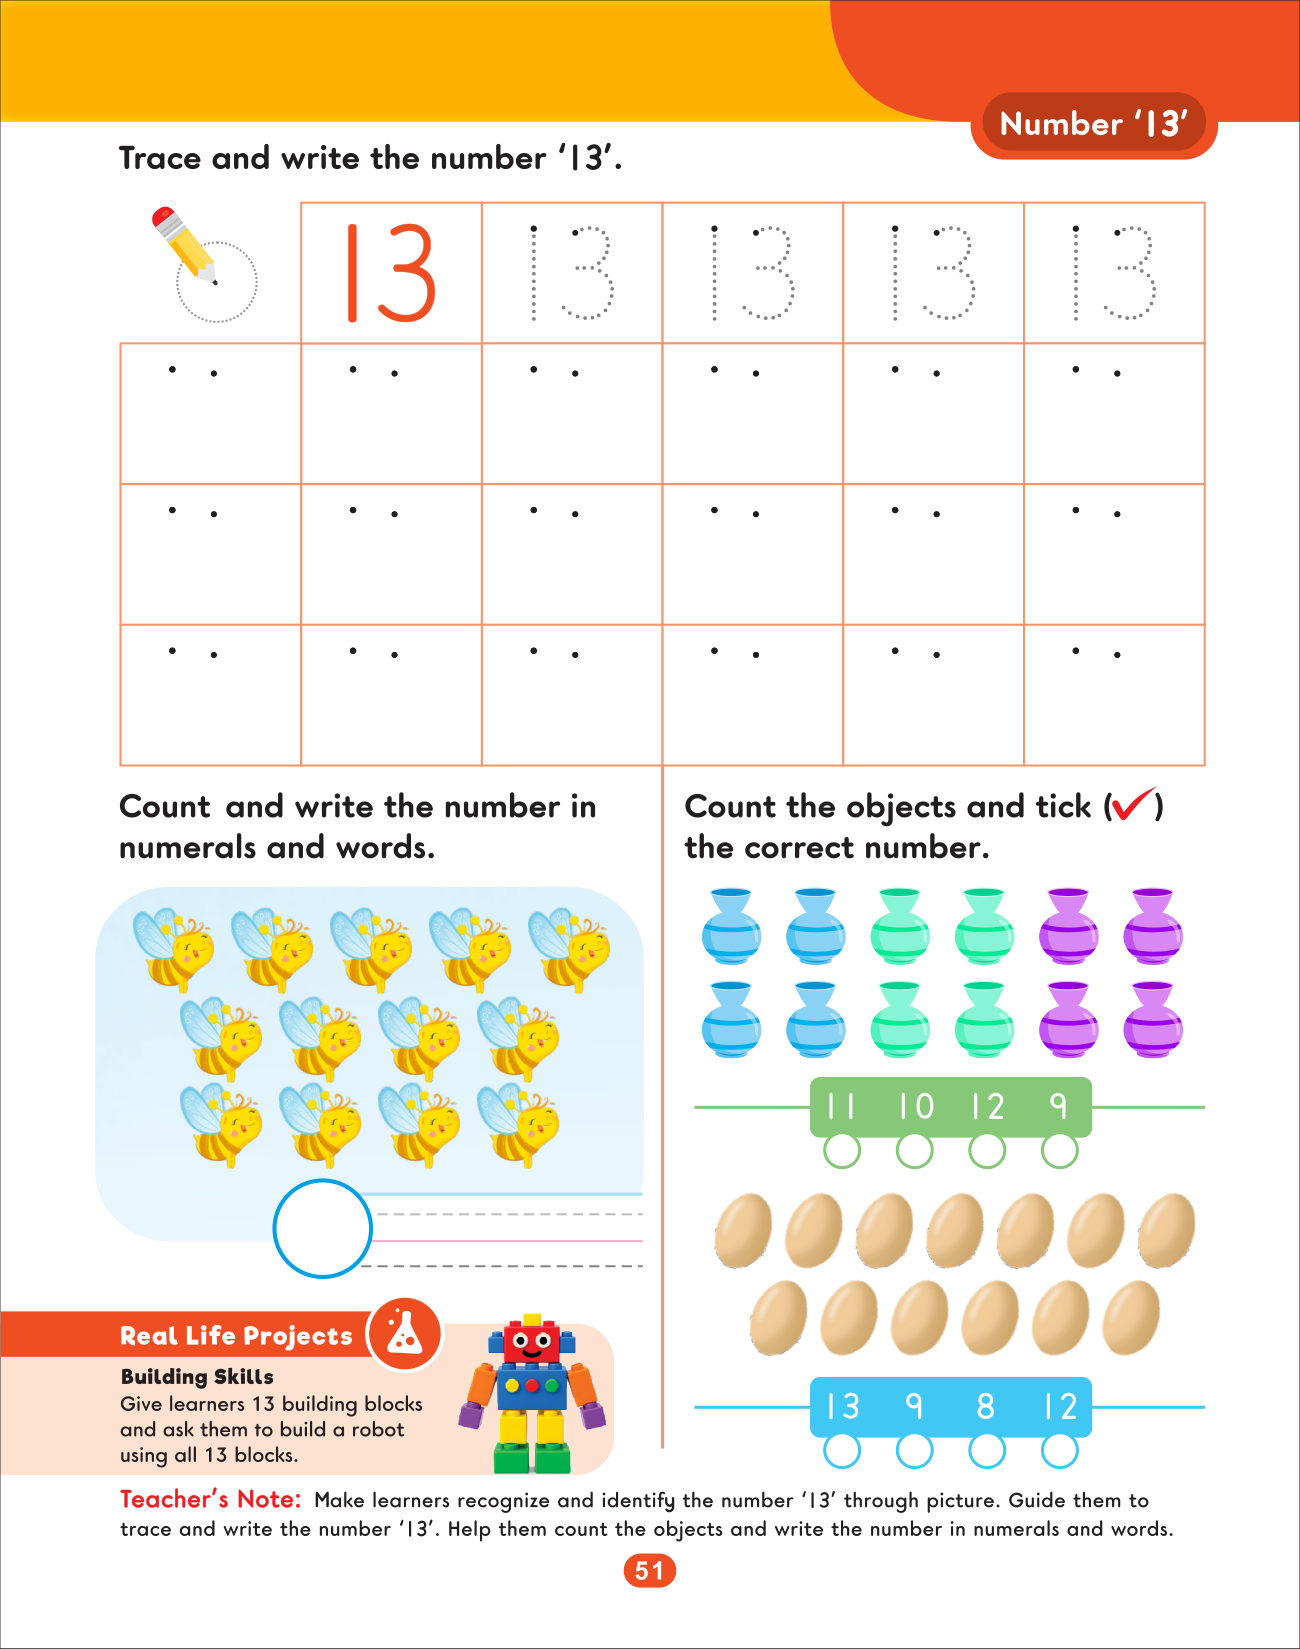 Number ‘13’
Trace and write the number ‘13’.
13 13 13 13 13
Count and write the number in
numerals and words.
Count the objects and tick (✓)
the correct number.
11 10 12 9
13 9 8 12
Real Life Projects
Building Skills
Give learners 13 building blocks
and ask them to build a robot
using all 13 blocks.
Teacher’s Note: Make learners recognize and identify the number ‘13’ through picture. Guide them to
trace and write the number ‘13’. Help them count the objects and write the number in numerals and words.
51